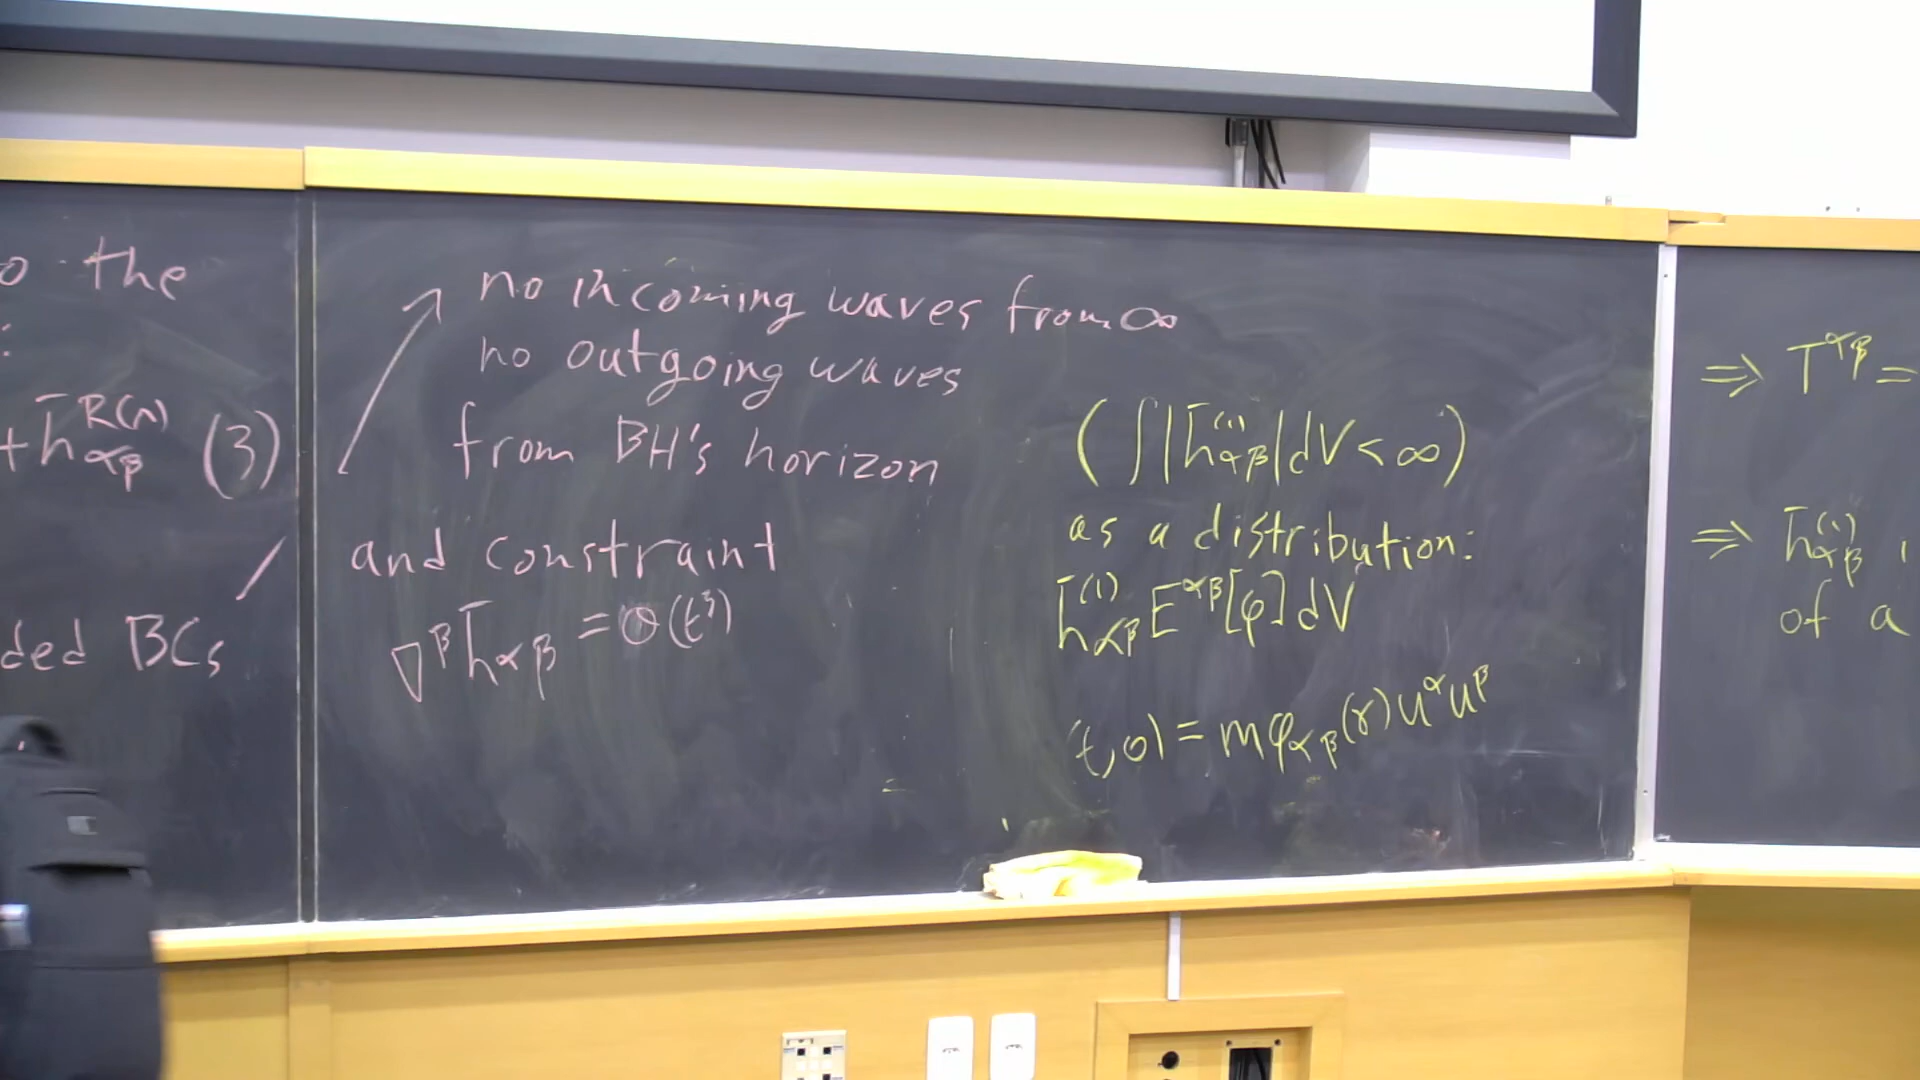 o the
:
+h̄^{R(n)}_{αβ} (3)
ded BCs
no incoming waves from ∞
no outgoing waves
from BH's horizon
and constraint
∇^β h̄_{αβ} = O(ε³)
(∫|h̄^{(1)}_{αβ}|dV < ∞)
as a distribution:
h̄^{(1)}_{αβ} E^{αβ}[φ] dV
(t,0) = m φ_{αβ}(γ) u^α u^β
⇒ T^{αβ} =
⇒ h̄^{(1)}_{αβ} i
of a